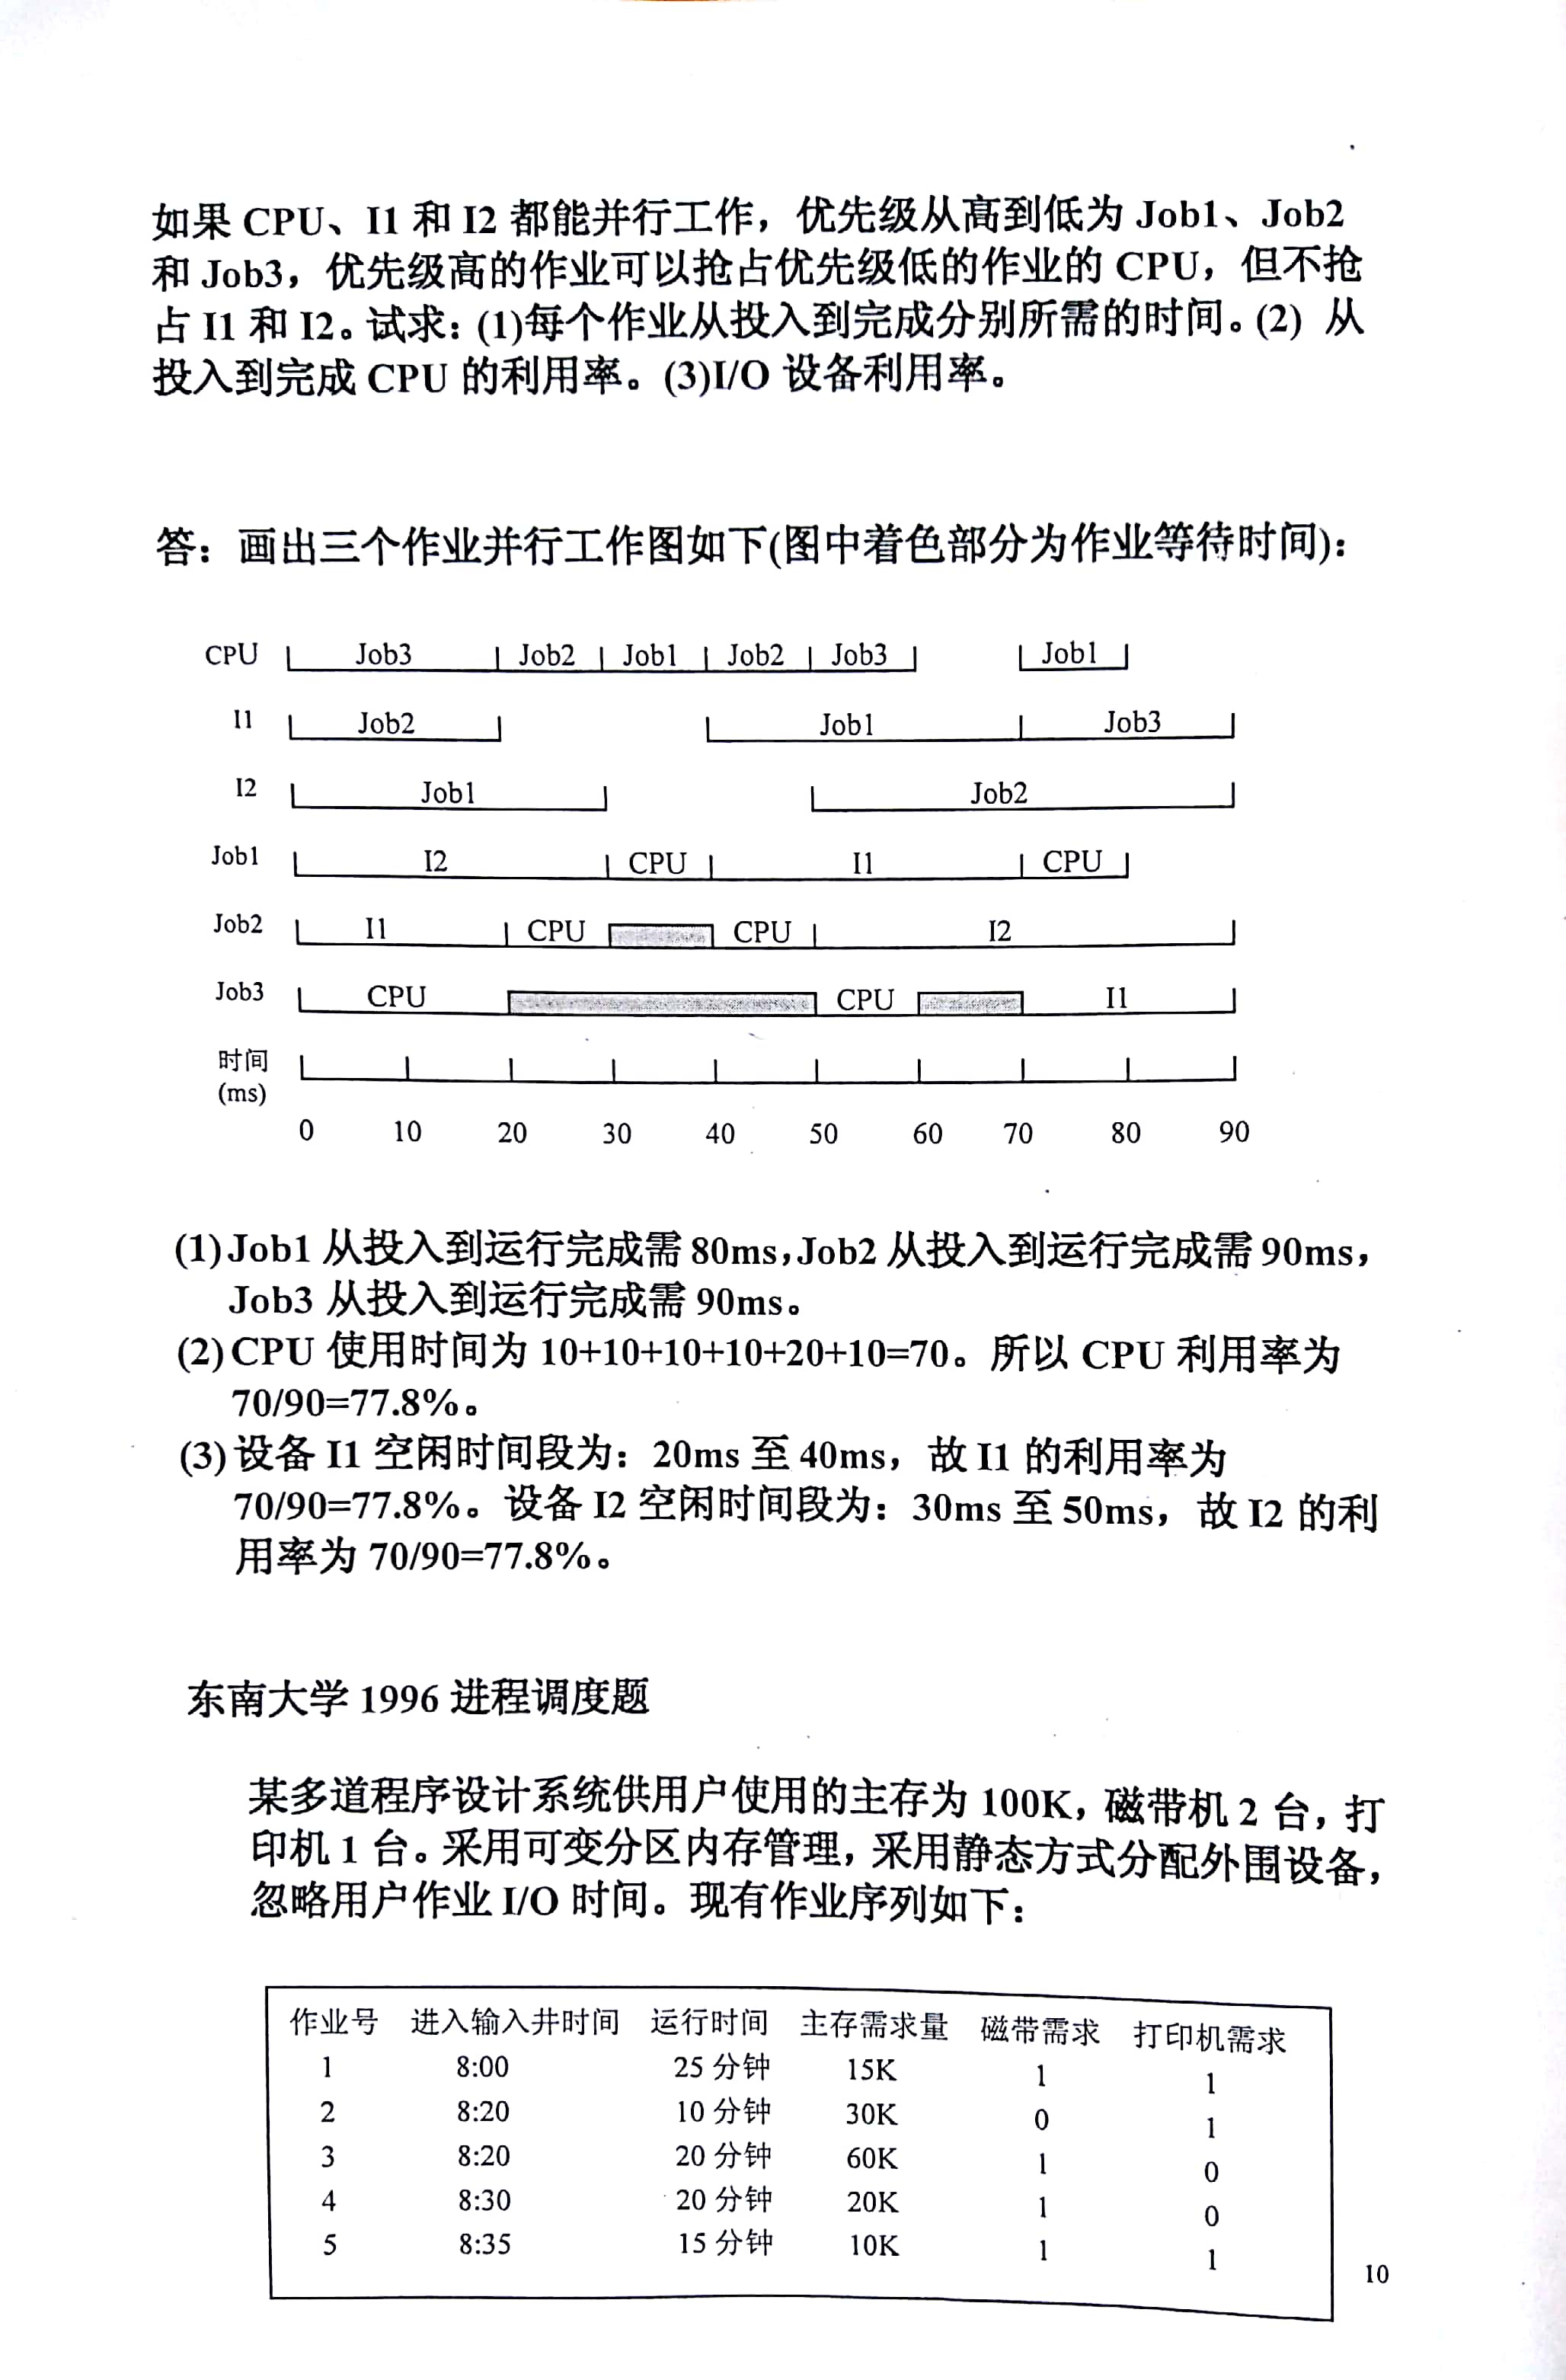 如果 CPU、I1 和 I2 都能并行工作，优先级从高到低为 Job1、Job2
和 Job3，优先级高的作业可以抢占优先级低的作业的 CPU，但不抢
占 I1 和 I2。试求：(1)每个作业从投入到完成分别所需的时间。(2) 从
投入到完成 CPU 的利用率。(3)I/O 设备利用率。
答：画出三个作业并行工作图如下(图中着色部分为作业等待时间)：
CPU Job3 Job2 Job1 Job2 Job3 Job1
I1 Job2 Job1 Job3
I2 Job1 Job2
Job1 I2 CPU I1 CPU
Job2 I1 CPU CPU I2
Job3 CPU CPU I1
时间
(ms)
0 10 20 30 40 50 60 70 80 90
(1)Job1 从投入到运行完成需 80ms,Job2 从投入到运行完成需 90ms，
Job3 从投入到运行完成需 90ms。
(2)CPU 使用时间为 10+10+10+10+20+10=70。所以 CPU 利用率为
70/90=77.8%。
(3)设备 I1 空闲时间段为：20ms 至 40ms，故 I1 的利用率为
70/90=77.8%。设备 I2 空闲时间段为：30ms 至 50ms，故 I2 的利
用率为 70/90=77.8%。
东南大学 1996 进程调度题
某多道程序设计系统供用户使用的主存为 100K，磁带机 2 台，打
印机 1 台。采用可变分区内存管理，采用静态方式分配外围设备，
忽略用户作业 I/O 时间。现有作业序列如下：
作业号 进入输入井时间 运行时间 主存需求量 磁带需求 打印机需求
1 8:00 25 分钟 15K 1 1
2 8:20 10 分钟 30K 0 1
3 8:20 20 分钟 60K 1 0
4 8:30 20 分钟 20K 1 0
5 8:35 15 分钟 10K 1 1
10